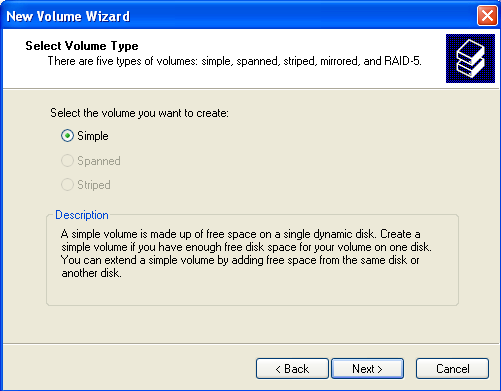 New Volume Wizard
Select Volume Type
There are five types of volumes: simple, spanned, striped, mirrored, and RAID-5.
Select the volume you want to create:
Simple
Spanned
Striped
Description
A simple volume is made up of free space on a single dynamic disk. Create a
simple volume if you have enough free disk space for your volume on one disk.
You can extend a simple volume by adding free space from the same disk or
another disk.
< Back
Next >
Cancel